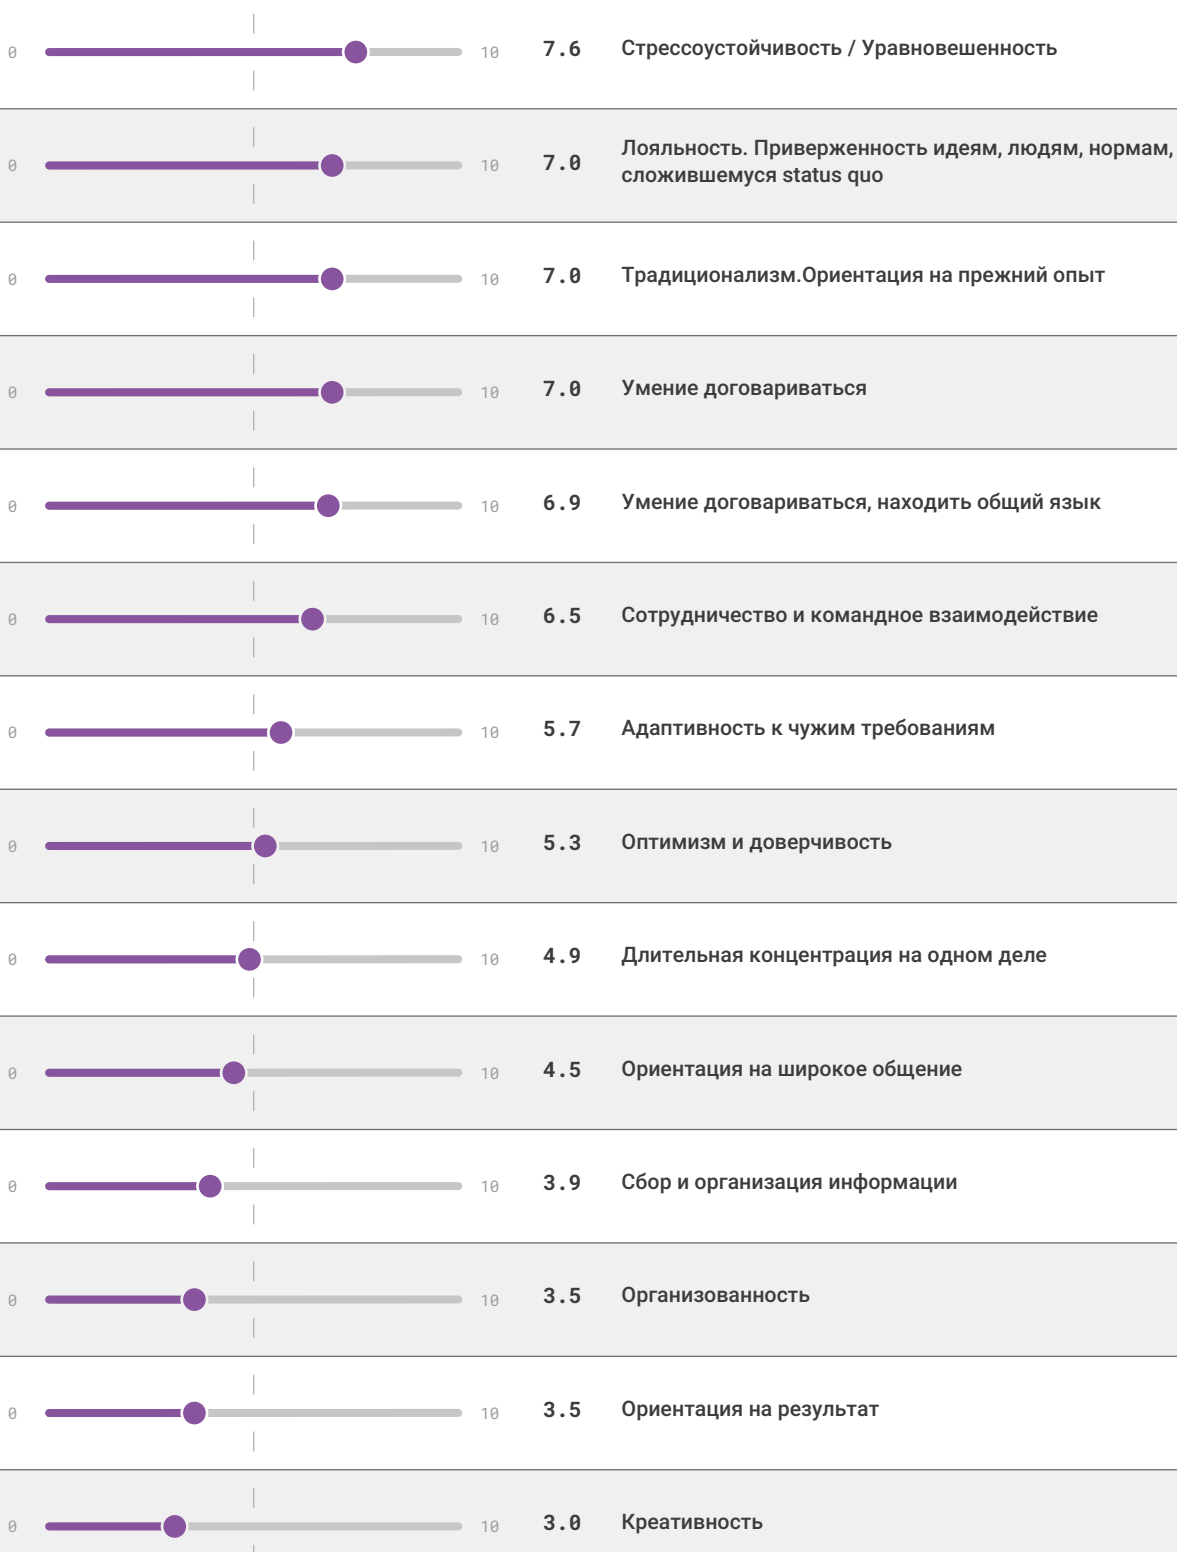 0 10 7.6 Стрессоустойчивость / Уравновешенность
0 10 7.0 Лояльность. Приверженность идеям, людям, нормам,
сложившемуся status quo
0 10 7.0 Традиционализм.Ориентация на прежний опыт
0 10 7.0 Умение договариваться
0 10 6.9 Умение договариваться, находить общий язык
0 10 6.5 Сотрудничество и командное взаимодействие
0 10 5.7 Адаптивность к чужим требованиям
0 10 5.3 Оптимизм и доверчивость
0 10 4.9 Длительная концентрация на одном деле
0 10 4.5 Ориентация на широкое общение
0 10 3.9 Сбор и организация информации
0 10 3.5 Организованность
0 10 3.5 Ориентация на результат
0 10 3.0 Креативность